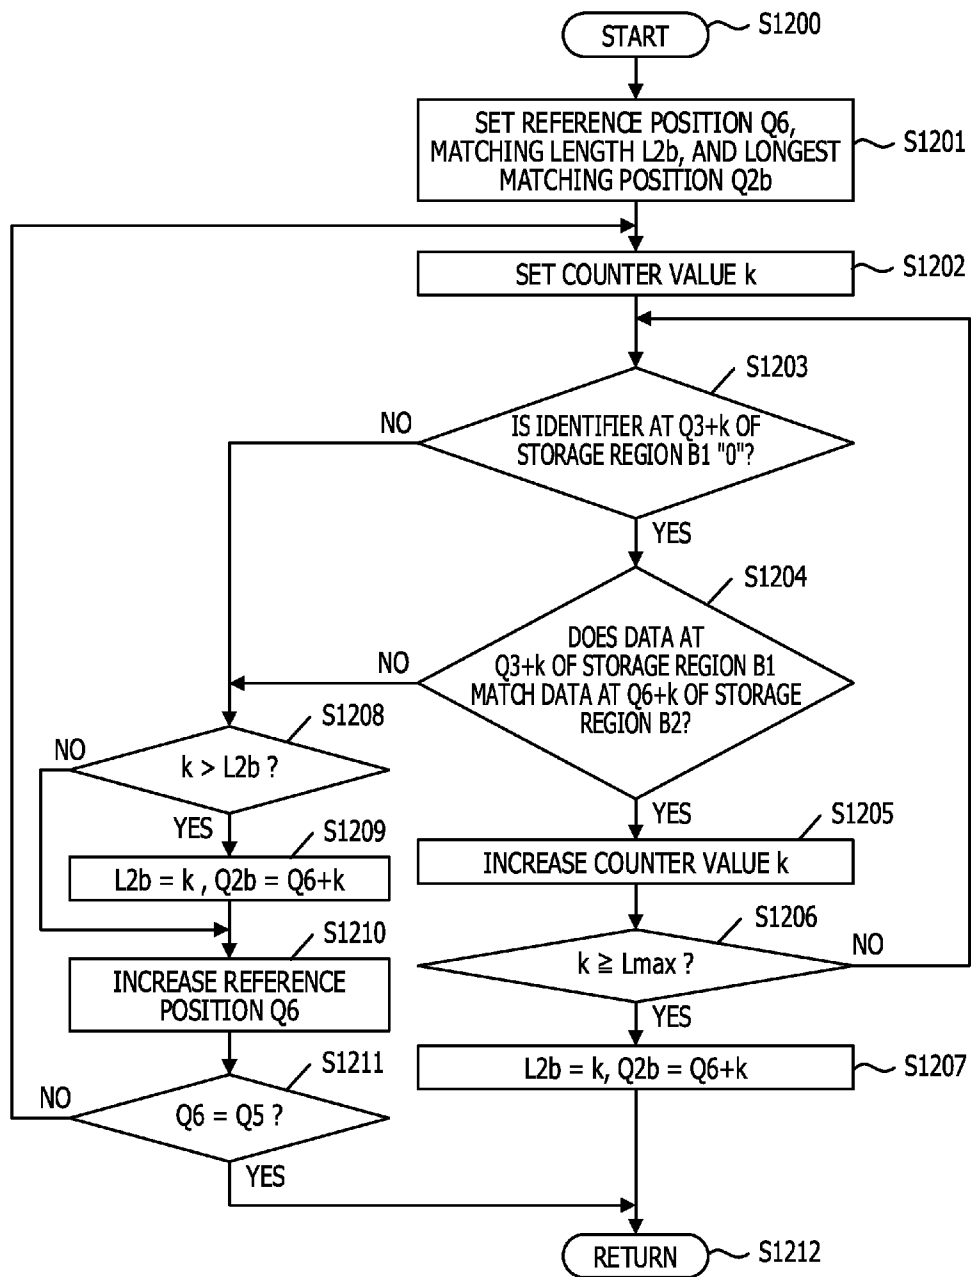 START
S1200
SET REFERENCE POSITION Q6,
MATCHING LENGTH L2b, AND LONGEST
MATCHING POSITION Q2b
S1201
SET COUNTER VALUE k
S1202
S1203
IS IDENTIFIER AT Q3+k OF
STORAGE REGION B1 "0"?
NO
YES
S1204
DOES DATA AT
Q3+k OF STORAGE REGION B1
MATCH DATA AT Q6+k OF STORAGE
REGION B2?
NO
YES
S1205
INCREASE COUNTER VALUE k
S1206
k ≧ Lmax ?
NO
YES
L2b = k, Q2b = Q6+k
S1207
S1208
k > L2b ?
NO
YES
S1209
L2b = k , Q2b = Q6+k
S1210
INCREASE REFERENCE
POSITION Q6
S1211
Q6 = Q5 ?
NO
YES
RETURN
S1212